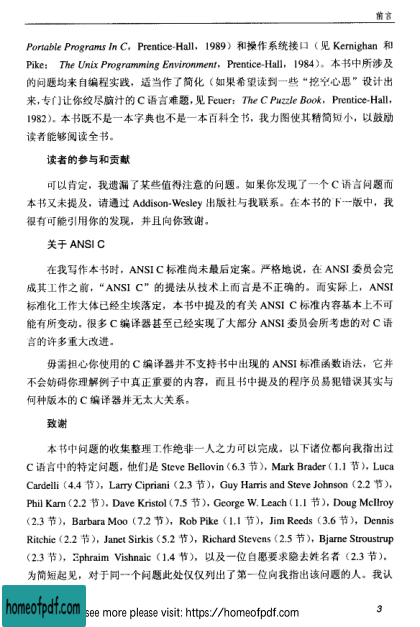 前言
Portable Programs In C，Prentice-Hall，1989）和操作系统接口（见 Kernighan 和
Pike： The Unix Programming Environment，Prentice-Hall，1984）。本书中所涉及
的问题均来自编程实践，适当作了简化（如果希望读到一些“挖空心思”设计出
来，专门让你绞尽脑汁的 C 语言难题，见 Feuer：The C Puzzle Book，Prentice-Hall，
1982）。本书既不是一本字典也不是一本百科全书，我力图使其精简短小，以鼓励
读者能够阅读全书。
读者的参与和贡献
可以肯定，我遗漏了某些值得注意的问题。如果你发现了一个 C 语言问题而
本书又未提及，请通过 Addison-Wesley 出版社与我联系。在本书的下一版中，我
很有可能引用你的发现，并且向你致谢。
关于 ANSI C
在我写作本书时，ANSI C 标准尚未最后定案。严格地说，在 ANSI 委员会完
成其工作之前，“ANSI C”的提法从技术上而言是不正确的。而实际上，ANSI
标准化工作大体已经尘埃落定，本书中提及的有关 ANSI C 标准内容基本上不可
能有所变动。很多 C 编译器甚至已经实现了大部分 ANSI 委员会所考虑的对 C 语
言的许多重大改进。
毋需担心你使用的 C 编译器并不支持书中出现的 ANSI 标准函数语法，它并
不会妨碍你理解例子中真正重要的内容，而且书中提及的程序员易犯错误其实与
何种版本的 C 编译器并无太大关系。
致谢
本书中问题的收集整理工作绝非一人之力可以完成。以下诸位都向我指出过
C 语言中的特定问题，他们是 Steve Bellovin（6.3 节），Mark Brader（1.1 节），Luca
Cardelli（4.4 节），Larry Cipriani（2.3 节），Guy Harris and Steve Johnson（2.2 节），
Phil Karn（2.2 节），Dave Kristol（7.5 节），George W. Leach（1.1 节），Doug McIlroy
（2.3 节），Barbara Moo（7.2 节），Rob Pike（1.1 节），Jim Reeds（3.6 节），Dennis
Ritchie（2.2 节），Janet Sirkis（5.2 节），Richard Stevens（2.5 节），Bjarne Stroustrup
（2.3 节），Ephraim Vishnaic（1.4 节），以及一位自愿要求隐去姓名者（2.3 节）。
为简短起见，对于同一个问题此处仅仅列出了第一位向我指出该问题的人。我认
homeofpdf.com see more please visit: https://homeofpdf.com 3